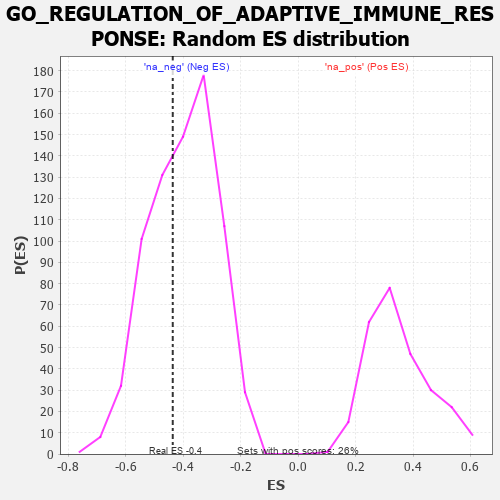 GO_REGULATION_OF_ADAPTIVE_IMMUNE_RES
PONSE: Random ES distribution
'na_neg' (Neg ES)
'na_pos' (Pos ES)
180
170
160
150
140
130
120
110
100
90
80
70
60
50
40
30
20
10
0
P(ES)
Real ES -0.4
Sets with pos scores: 26%
-0.8 -0.6 -0.4 -0.2 0.0 0.2 0.4 0.6
ES